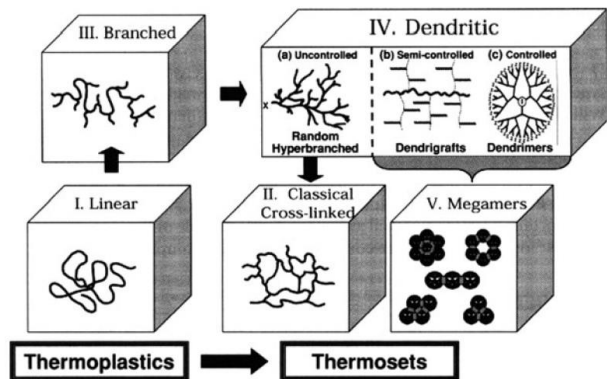 III. Branched
IV. Dendritic
(a) Uncontrolled
(b) Semi-controlled
(c) Controlled
X
Random
Hyperbranched
Dendrigrafts
Dendrimers
I. Linear
II. Classical
Cross-linked
V. Megamers
Thermoplastics
Thermosets